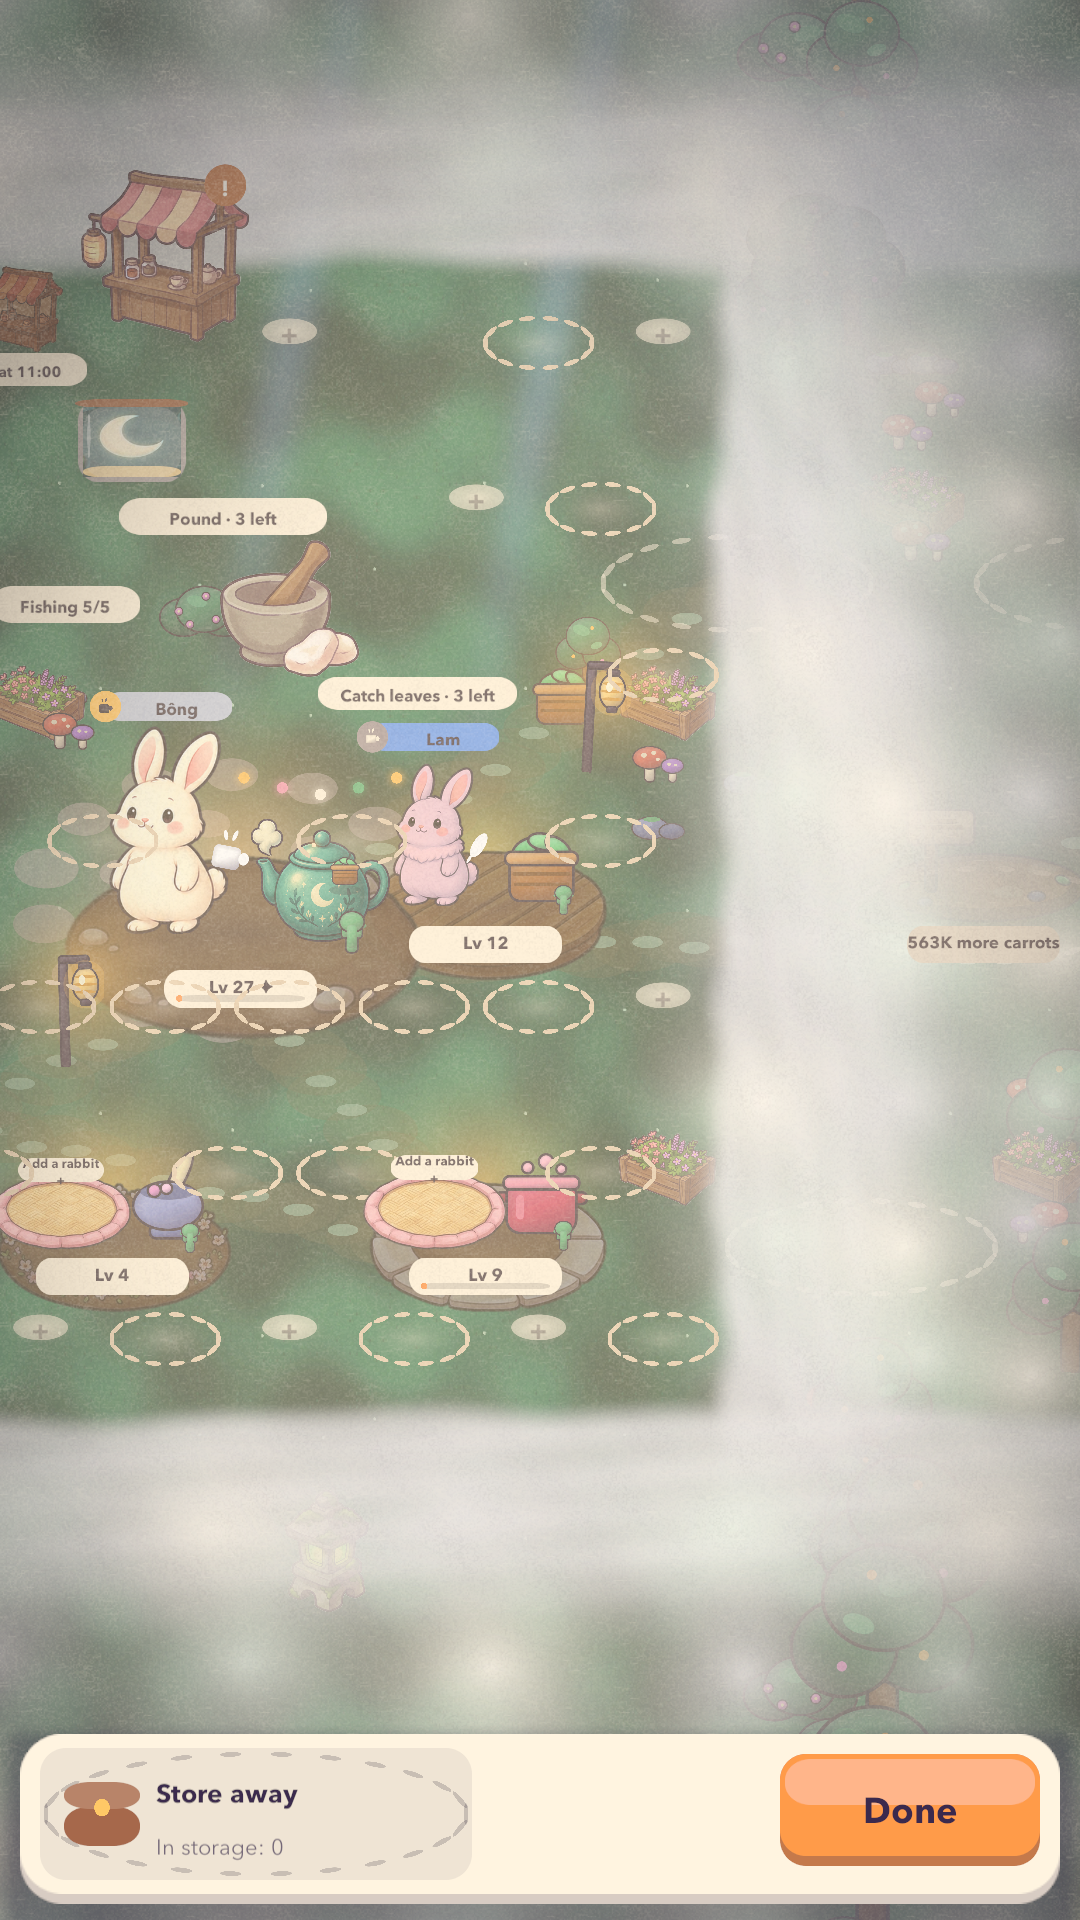 !
at 11:00
Pound · 3 left
Fishing 5/5
Catch leaves · 3 left
Bông
Lam
Lv 12
563K more carrots
Lv 27
dd a rabbit
Add a rabbit
Lv 4
Lv 9
Store away
In storage: 0
Done